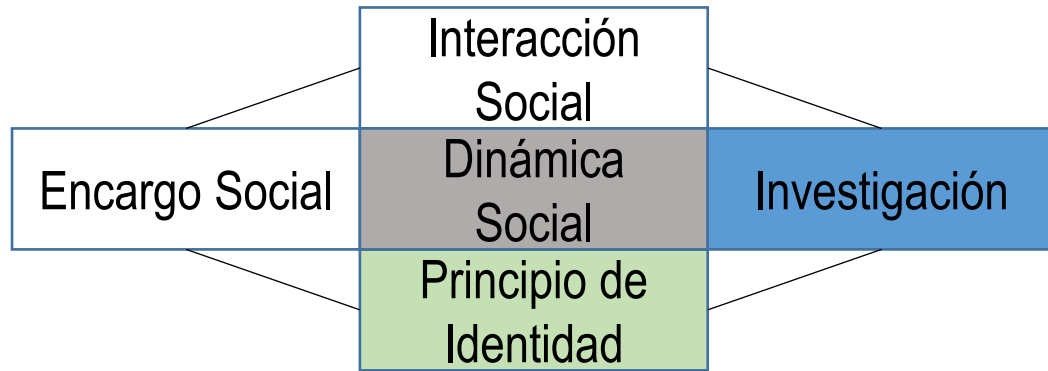 Interacción
Social
Encargo Social
Dinámica
Social
Investigación
Principio de
Identidad